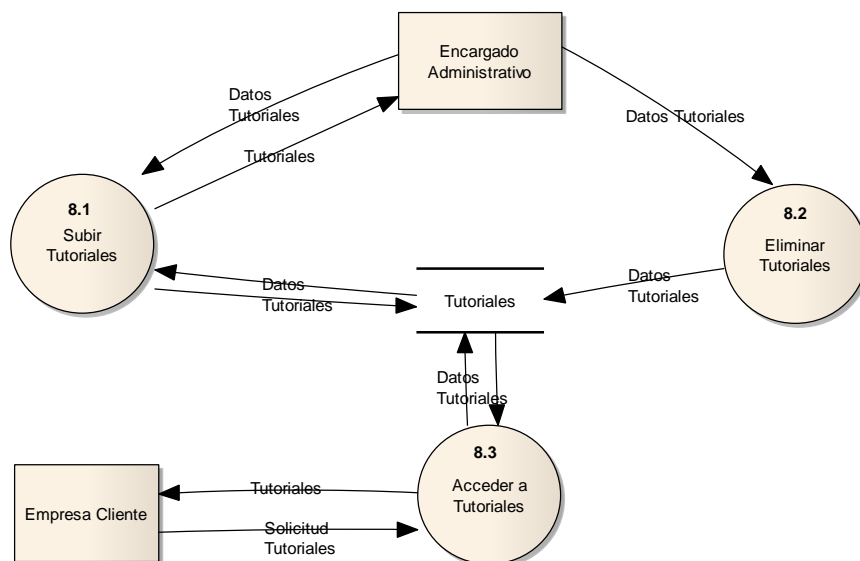 Encargado
Administrativo
Datos
Tutoriales
Datos Tutoriales
Tutoriales
8.1
Subir
Tutoriales
8.2
Eliminar
Tutoriales
Datos
Tutoriales
Tutoriales
Datos
Tutoriales
Datos
Tutoriales
8.3
Acceder a
Tutoriales
Empresa Cliente
Tutoriales
Solicitud
Tutoriales